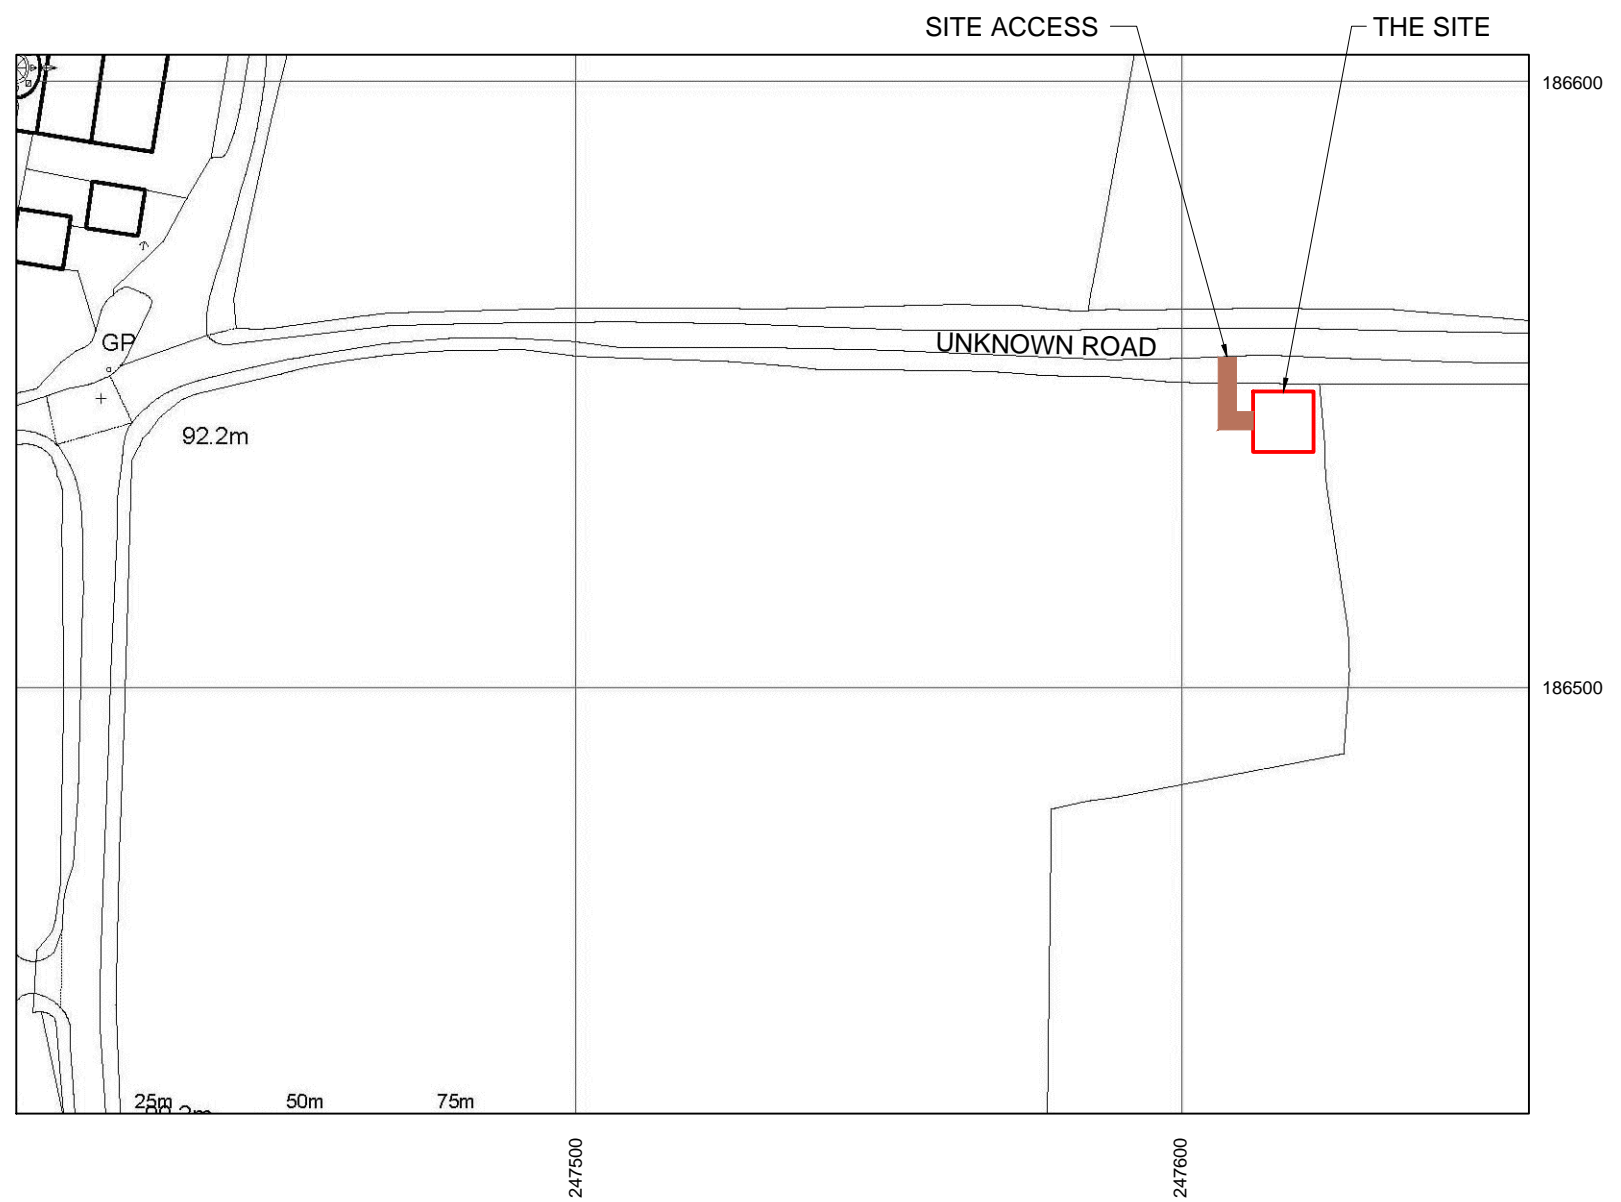 SITE ACCESS
THE SITE
186600
GP
UNKNOWN ROAD
92.2m
186500
25m
50m
75m
247500
247600